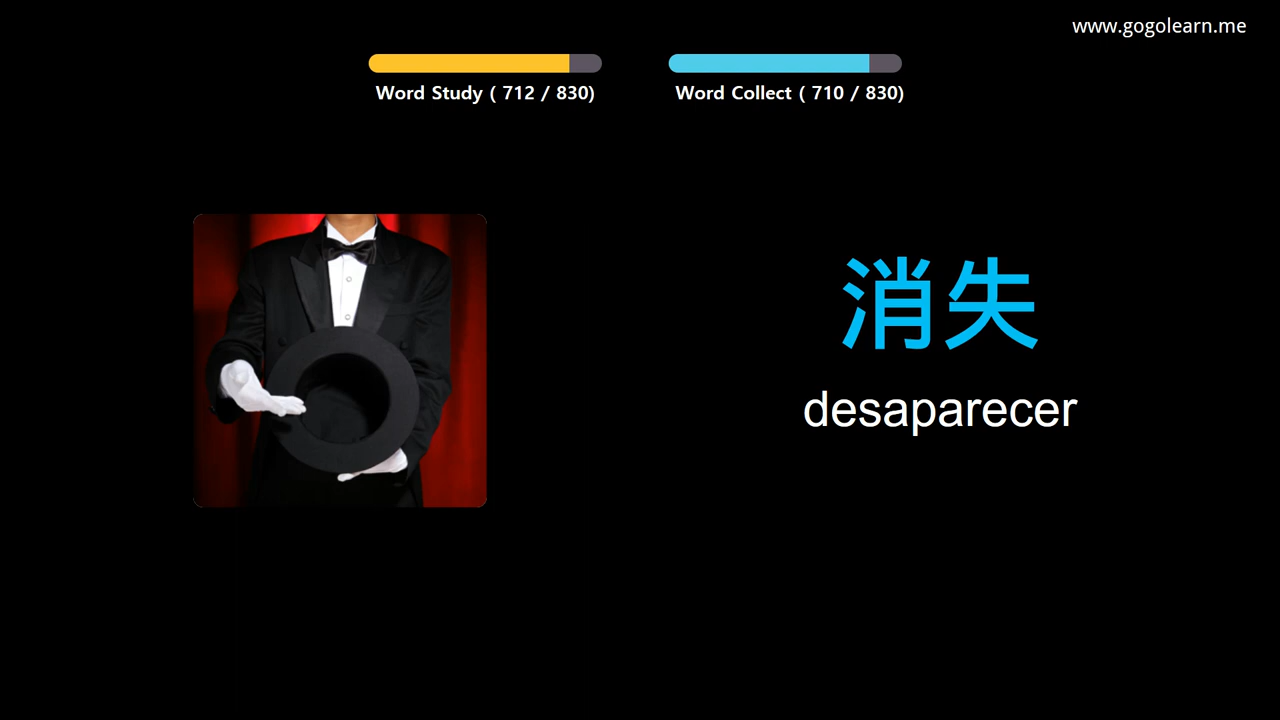 www.gogolearn.me
Word Study ( 712 / 830)
Word Collect ( 710 / 830)
消失
desaparecer